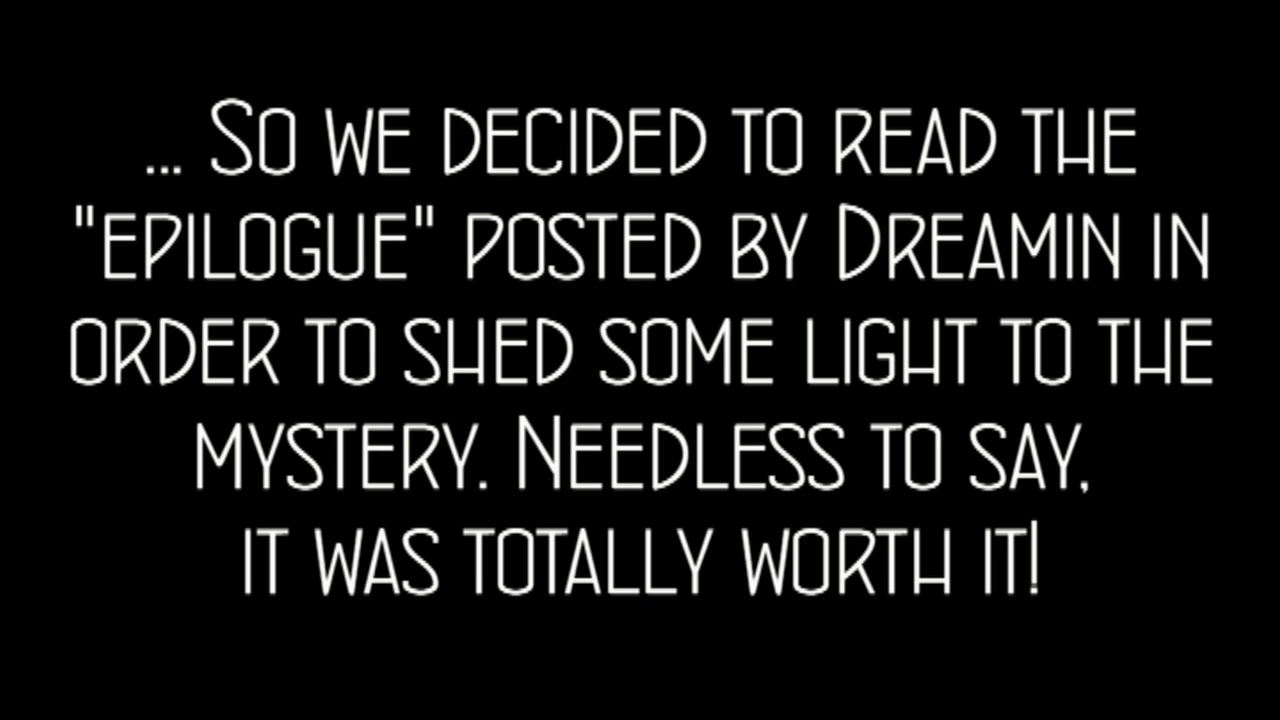 ... So we decided to read the
"epilogue" posted by Dreamin in
order to shed some light to the
mystery. Needless to say,
it was totally worth it!